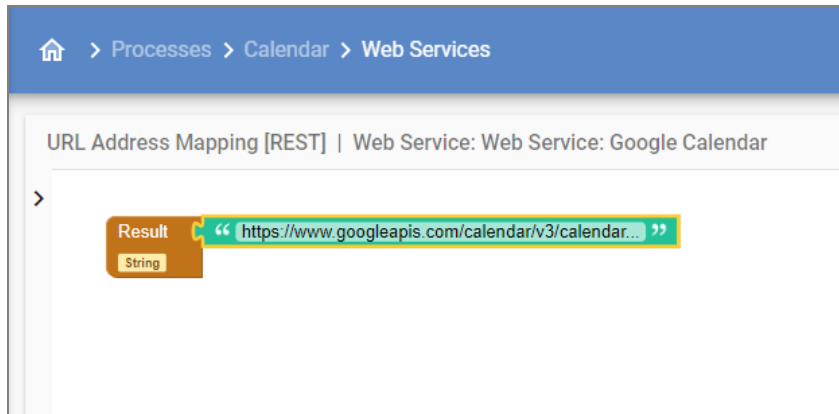 > Processes > Calendar > Web Services
URL Address Mapping [REST] | Web Service: Web Service: Google Calendar
Result “ https://www.googleapis.com/calendar/v3/calendar... ”
String